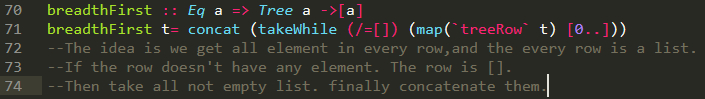 70 breadthFirst :: Eq a => Tree a ->[a]
71 breadthFirst t= concat (takeWhile (/=[]) (map(`treeRow` t) [0..]))
72 --The idea is we get all element in every row,and the every row is a list.
73 --If the row doesn't have any element. The row is [].
74 --Then take all not empty list. finally concatenate them.